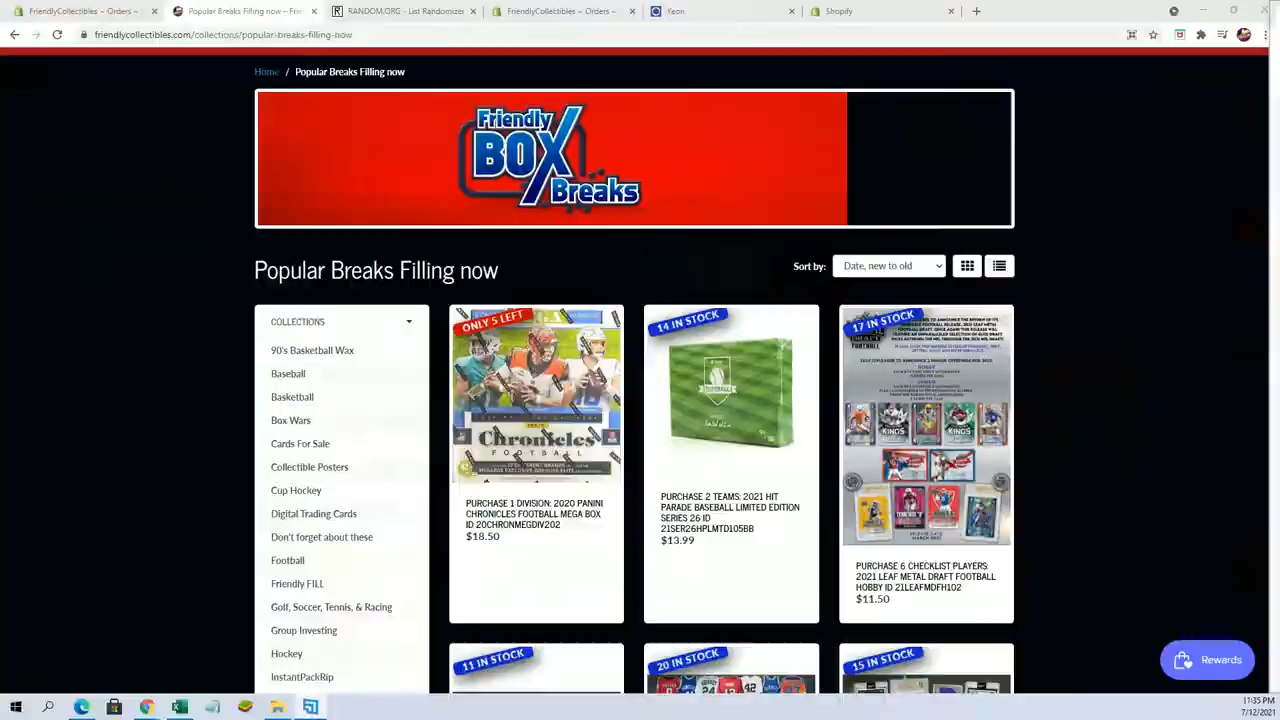 FriendlyCollectibles ~ Orders ~
Popular Breaks Filling now – Frie
RANDOM.ORG - List Randomizer
FriendlyCollectibles ~ Orders ~
Keon
Shopify
friendlycollectibles.com/collections/popular-breaks-filling-now
Home / Popular Breaks Filling now
Friendly
BOX
Breaks
Popular Breaks Filling now
Sort by:
Date, new to old
COLLECTIONS
90's Basketball Wax
Baseball
Basketball
Box Wars
Cards For Sale
Collectible Posters
Cup Hockey
Digital Trading Cards
Don't forget about these
Football
Friendly FILL
Golf, Soccer, Tennis, & Racing
Group Investing
Hockey
InstantPackRip
ONLY 5 LEFT
Chronicles
FOOTBALL
PURCHASE 1 DIVISION: 2020 PANINI
CHRONICLES FOOTBALL MEGA BOX
ID 20CHRONMEGDIV202
$18.50
14 IN STOCK
PURCHASE 2 TEAMS: 2021 HIT
PARADE BASEBALL LIMITED EDITION
SERIES 26 ID
21SER26HPLMTD105BB
$13.99
17 IN STOCK
DRAFT
FOOTBALL
KINGS
KINGS
PURCHASE 6 CHECKLIST PLAYERS:
2021 LEAF METAL DRAFT FOOTBALL
HOBBY ID 21LEAFMDFH102
$11.50
11 IN STOCK
20 IN STOCK
15 IN STOCK
Rewards
11:35 PM
7/12/2021